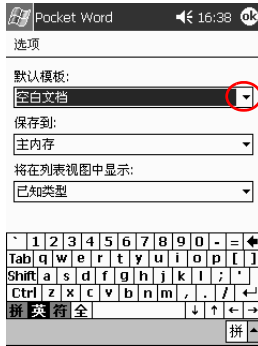 Pocket Word 16:38 ok
选项
默认模板:
空白文档
保存到:
主内存
将在列表视图中显示:
已知类型
` 1 2 3 4 5 6 7 8 9 0 - =
Tab q w e r t y u i o p [ ]
Shift a s d f g h j k l ; '
Ctrl z x c v b n m , . /
拼 英 符 全
拼